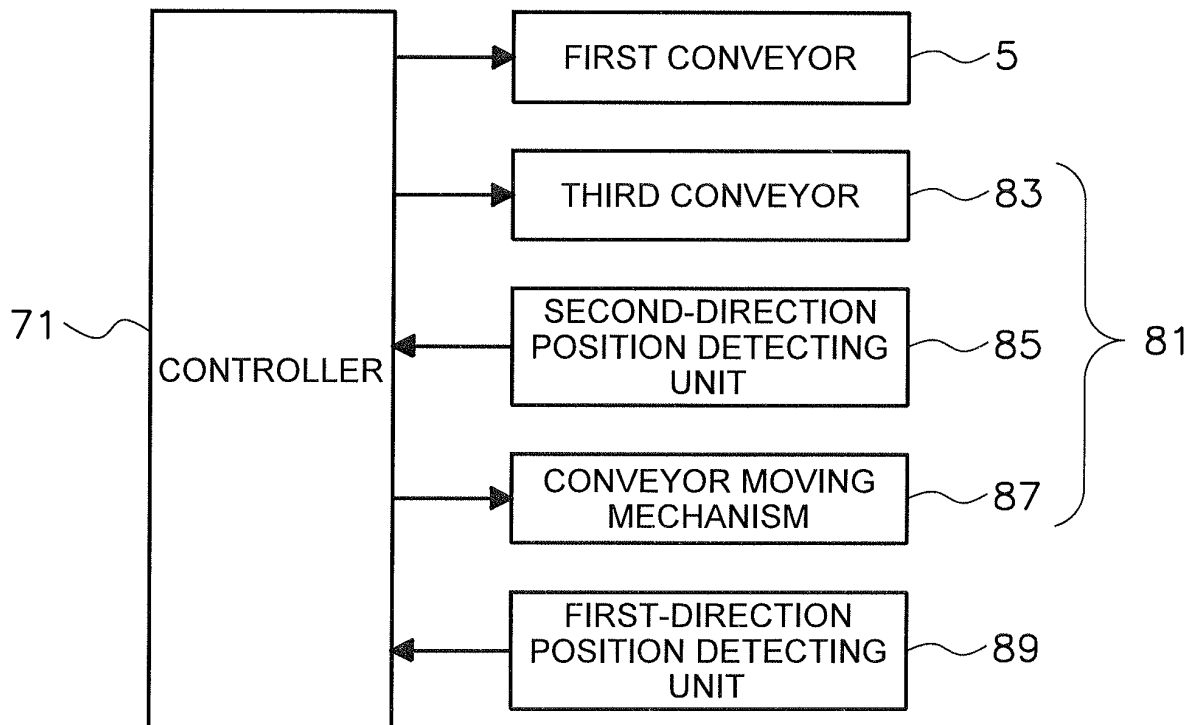 FIRST CONVEYOR
5
THIRD CONVEYOR
83
SECOND-DIRECTION
POSITION DETECTING
UNIT
85
81
71
CONTROLLER
CONVEYOR MOVING
MECHANISM
87
FIRST-DIRECTION
POSITION DETECTING
UNIT
89